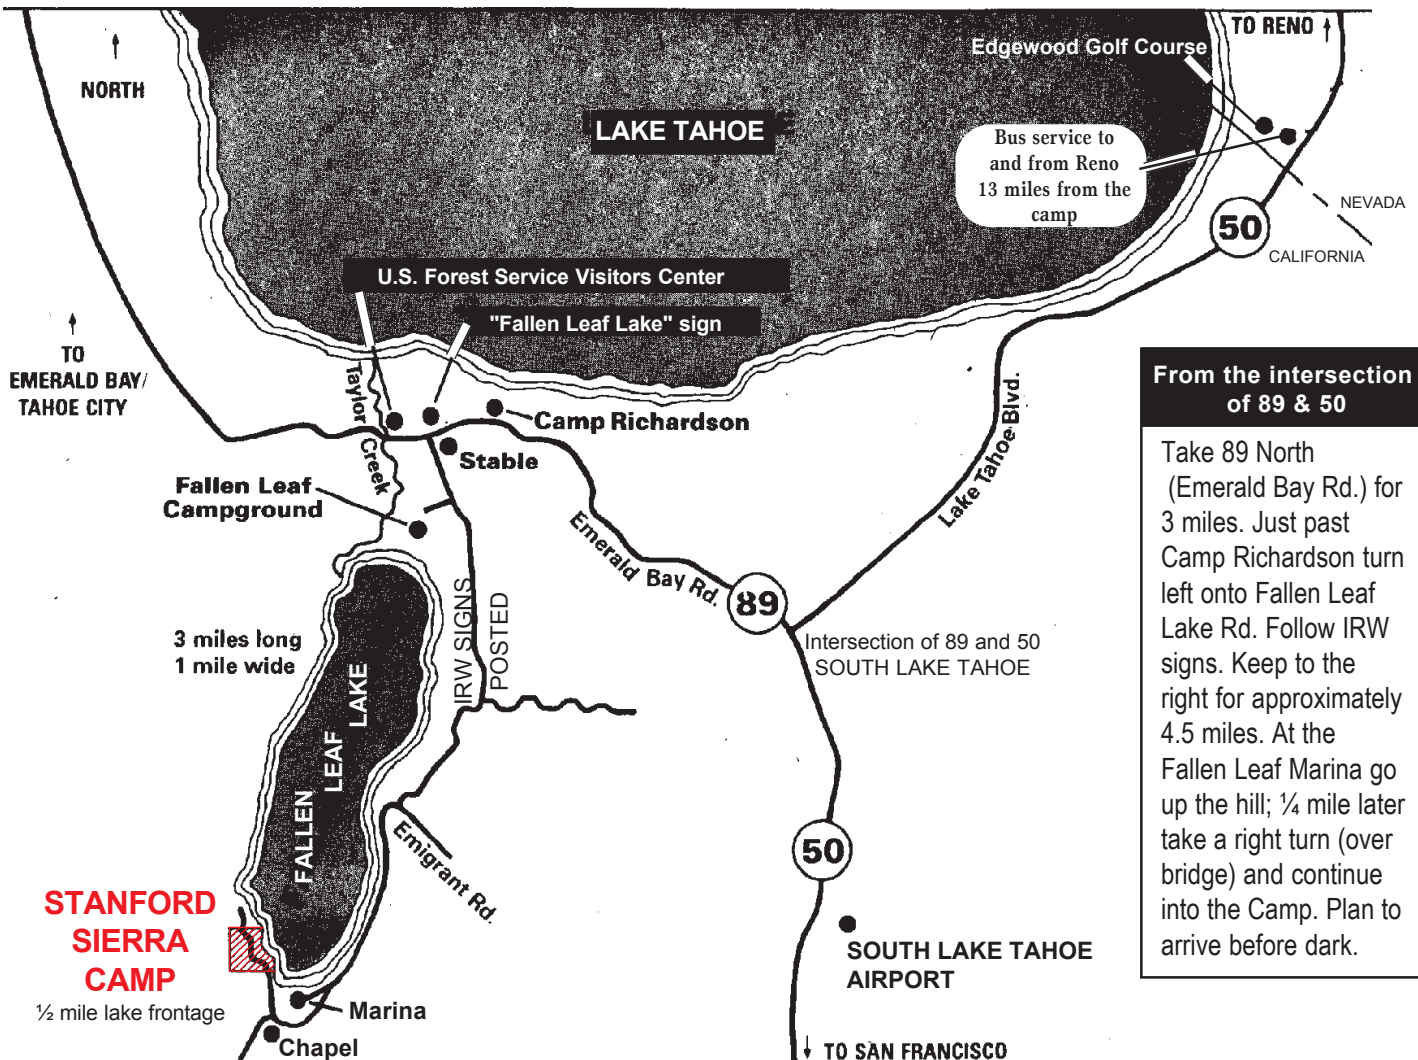 TO RENO
Edgewood Golf Course
NORTH
LAKE TAHOE
Bus service to
and from Reno
13 miles from the
camp
NEVADA
50
CALIFORNIA
U.S. Forest Service Visitors Center
"Fallen Leaf Lake" sign
TO
EMERALD BAY/
TAHOE CITY
Taylor Creek
Camp Richardson
Stable
Fallen Leaf
Campground
Lake Tahoe Blvd.
Emerald Bay Rd.
89
Intersection of 89 and 50
SOUTH LAKE TAHOE
IRW SIGNS
POSTED
3 miles long
1 mile wide
FALLEN LEAF LAKE
Emigrant Rd.
50
STANFORD
SIERRA
CAMP
½ mile lake frontage
SOUTH LAKE TAHOE
AIRPORT
Marina
Chapel
TO SAN FRANCISCO
From the intersection
of 89 & 50
Take 89 North
(Emerald Bay Rd.) for
3 miles. Just past
Camp Richardson turn
left onto Fallen Leaf
Lake Rd. Follow IRW
signs. Keep to the
right for approximately
4.5 miles. At the
Fallen Leaf Marina go
up the hill; ¼ mile later
take a right turn (over
bridge) and continue
into the Camp. Plan to
arrive before dark.